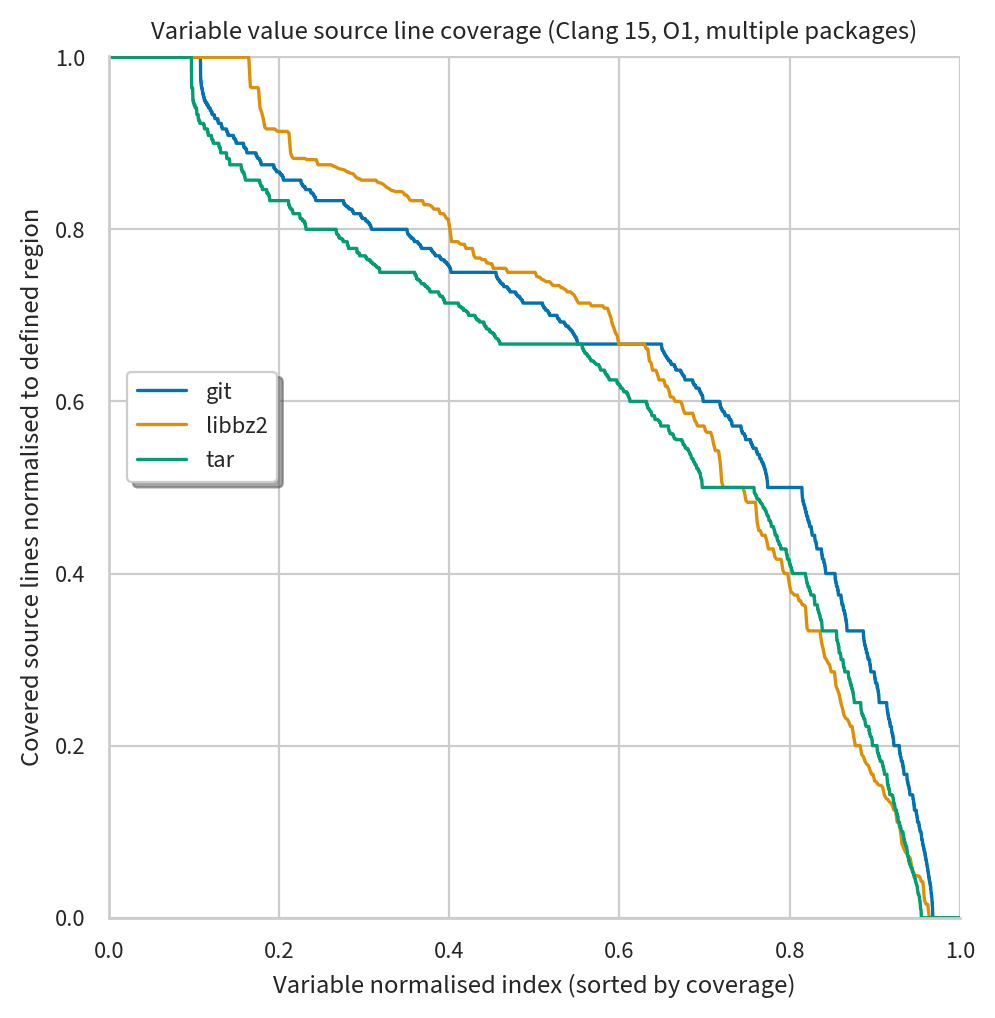 Variable value source line coverage (Clang 15, O1, multiple packages)
Covered source lines normalised to defined region
1.0
0.8
0.6
0.4
0.2
0.0
git
libbz2
tar
0.0 0.2 0.4 0.6 0.8 1.0
Variable normalised index (sorted by coverage)